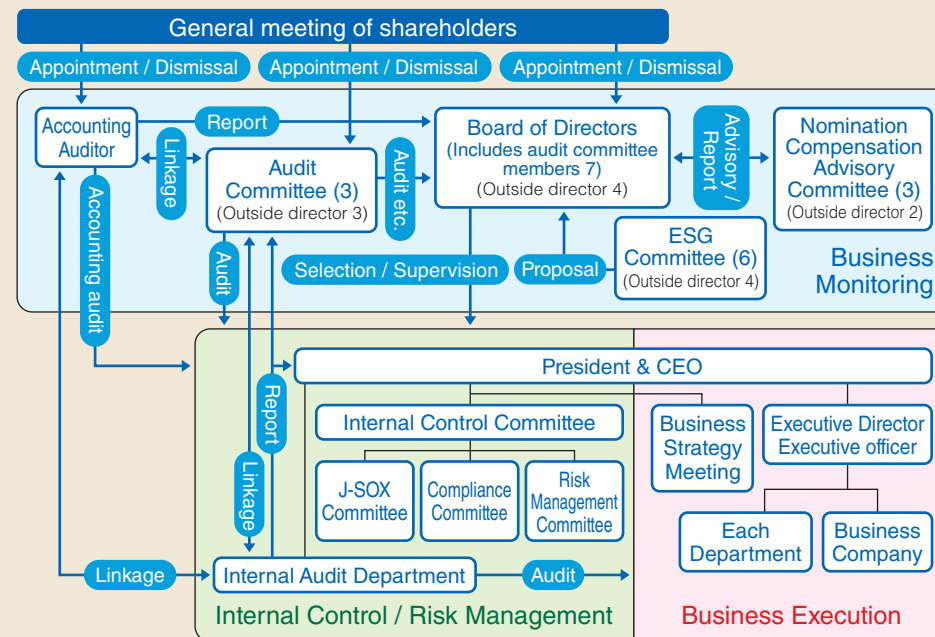 General meeting of shareholders
Appointment / Dismissal
Appointment / Dismissal
Appointment / Dismissal
Accounting
Auditor
Report
Linkage
Audit
Committee (3)
(Outside director 3)
Audit etc.
Board of Directors
(Includes audit committee
members 7)
(Outside director 4)
Advisory /
Report
Nomination
Compensation
Advisory
Committee (3)
(Outside director 2)
Accounting audit
Audit
Selection / Supervision
Proposal
ESG
Committee (6)
(Outside director 4)
Business
Monitoring
President & CEO
Linkage
Report
Internal Control Committee
Business
Strategy
Meeting
Executive Director
Executive officer
J-SOX
Committee
Compliance
Committee
Risk
Management
Committee
Each
Department
Business
Company
Linkage
Internal Audit Department
Audit
Internal Control / Risk Management
Business Execution